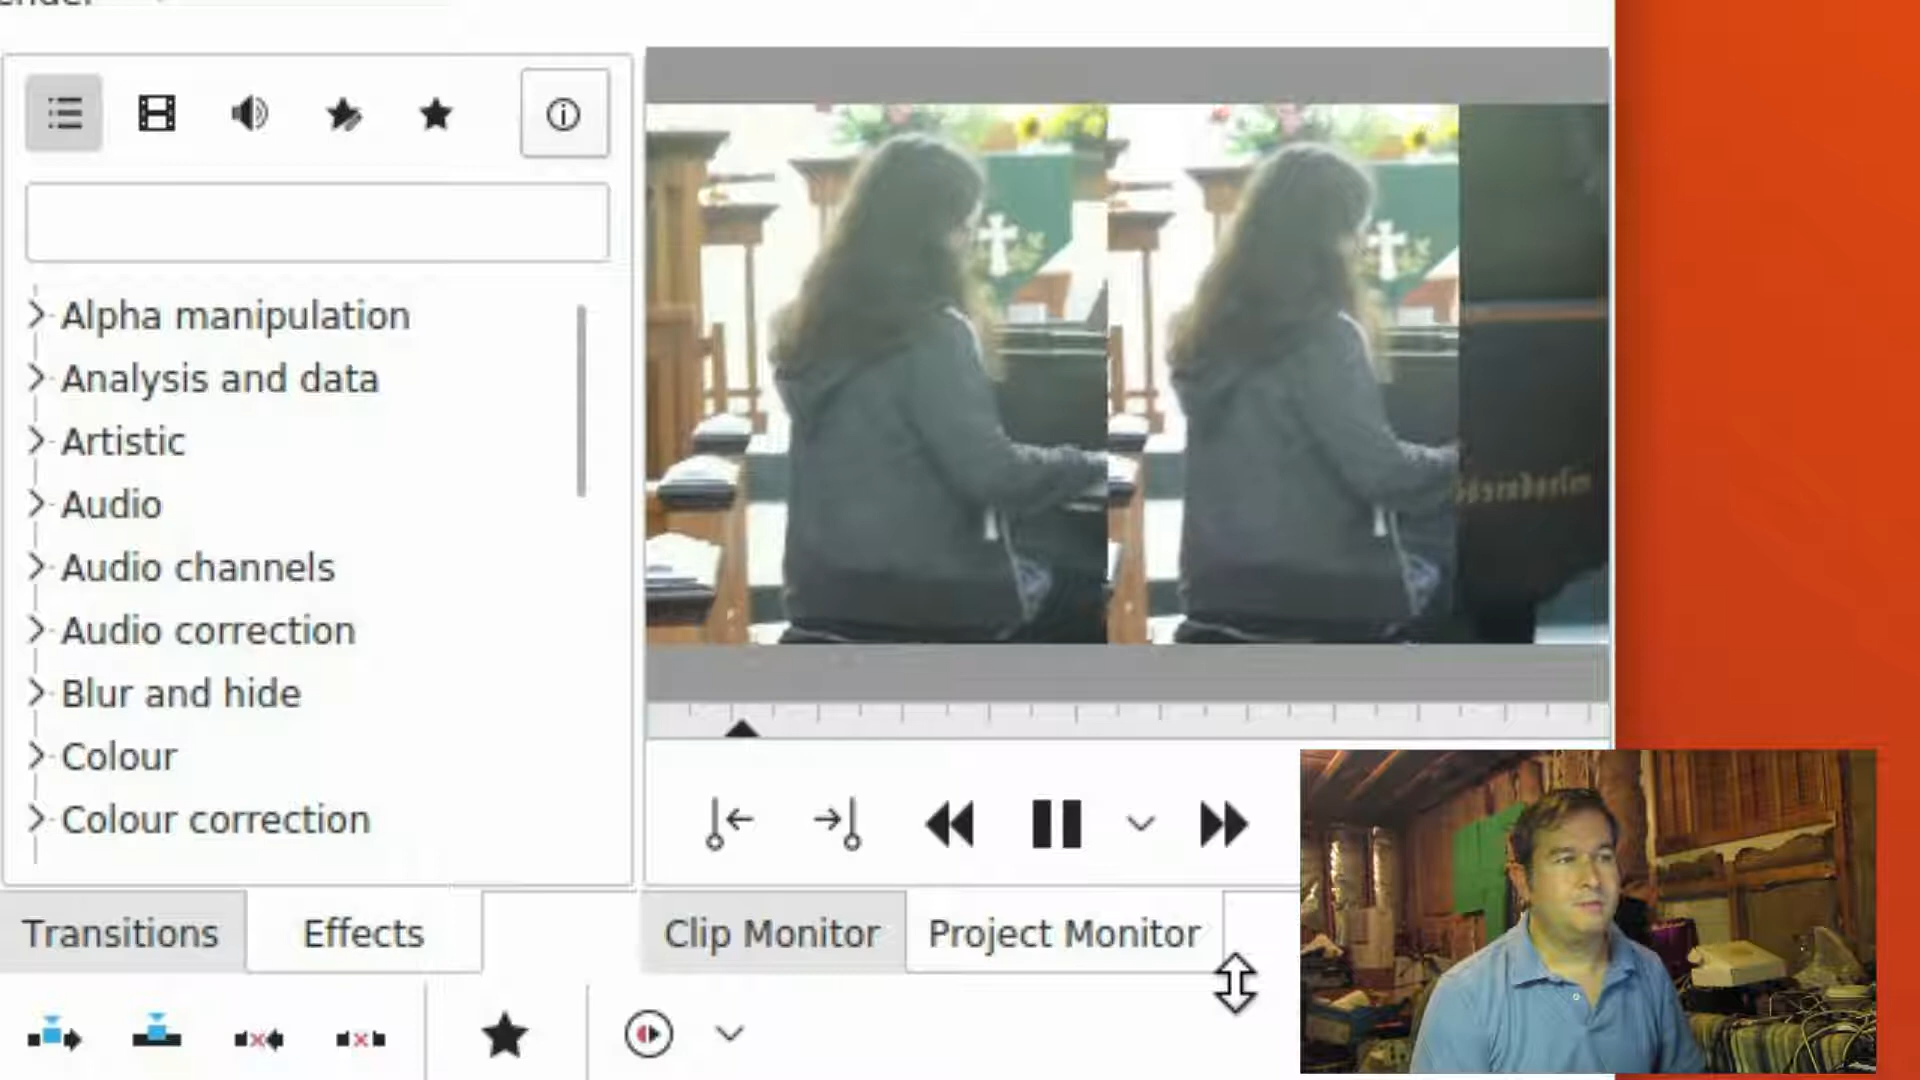 Alpha manipulation
Analysis and data
Artistic
Audio
Audio channels
Audio correction
Blur and hide
Colour
Colour correction
Transitions
Effects
Clip Monitor
Project Monitor